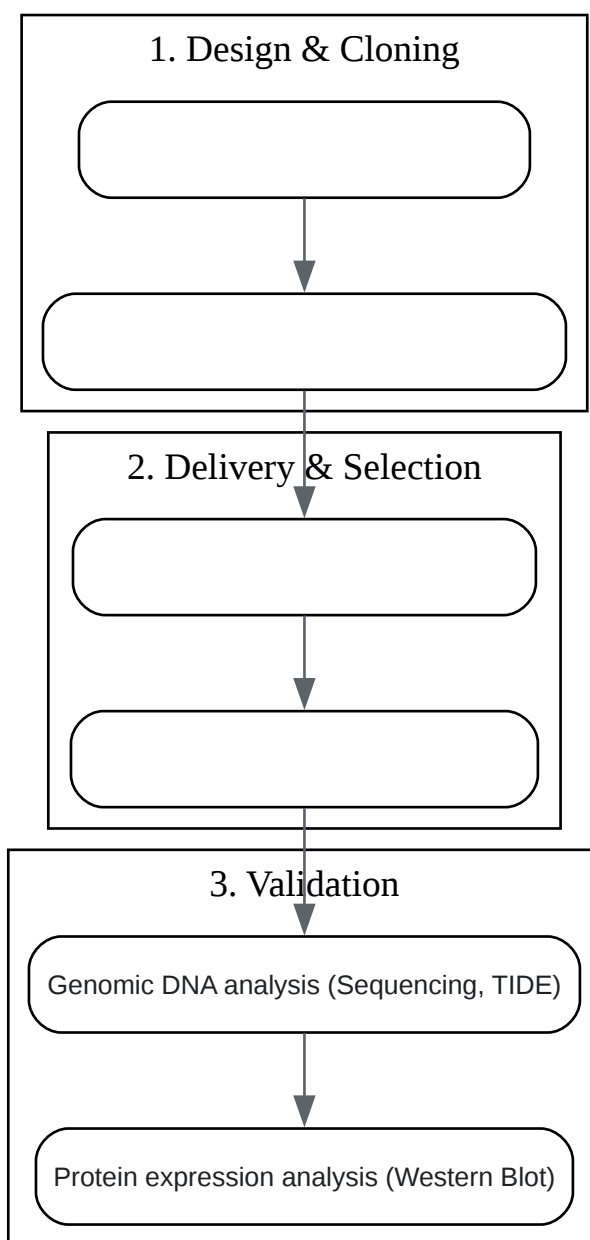 1. Design & Cloning
2. Delivery & Selection
3. Validation
Genomic DNA analysis (Sequencing, TIDE)
Protein expression analysis (Western Blot)